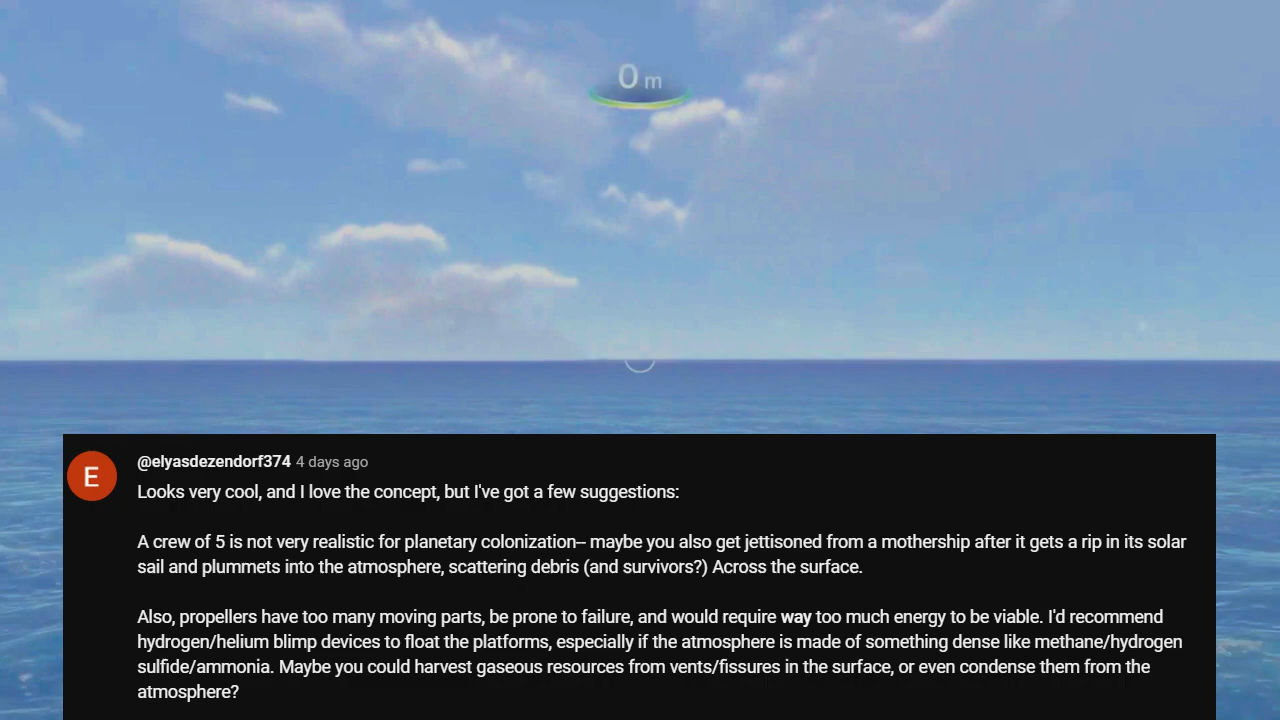 0 m
E
@elyasdezendorf374 4 days ago
Looks very cool, and I love the concept, but I've got a few suggestions:
A crew of 5 is not very realistic for planetary colonization-- maybe you also get jettisoned from a mothership after it gets a rip in its solar
sail and plummets into the atmosphere, scattering debris (and survivors?) Across the surface.
Also, propellers have too many moving parts, be prone to failure, and would require way too much energy to be viable. I'd recommend
hydrogen/helium blimp devices to float the platforms, especially if the atmosphere is made of something dense like methane/hydrogen
sulfide/ammonia. Maybe you could harvest gaseous resources from vents/fissures in the surface, or even condense them from the
atmosphere?